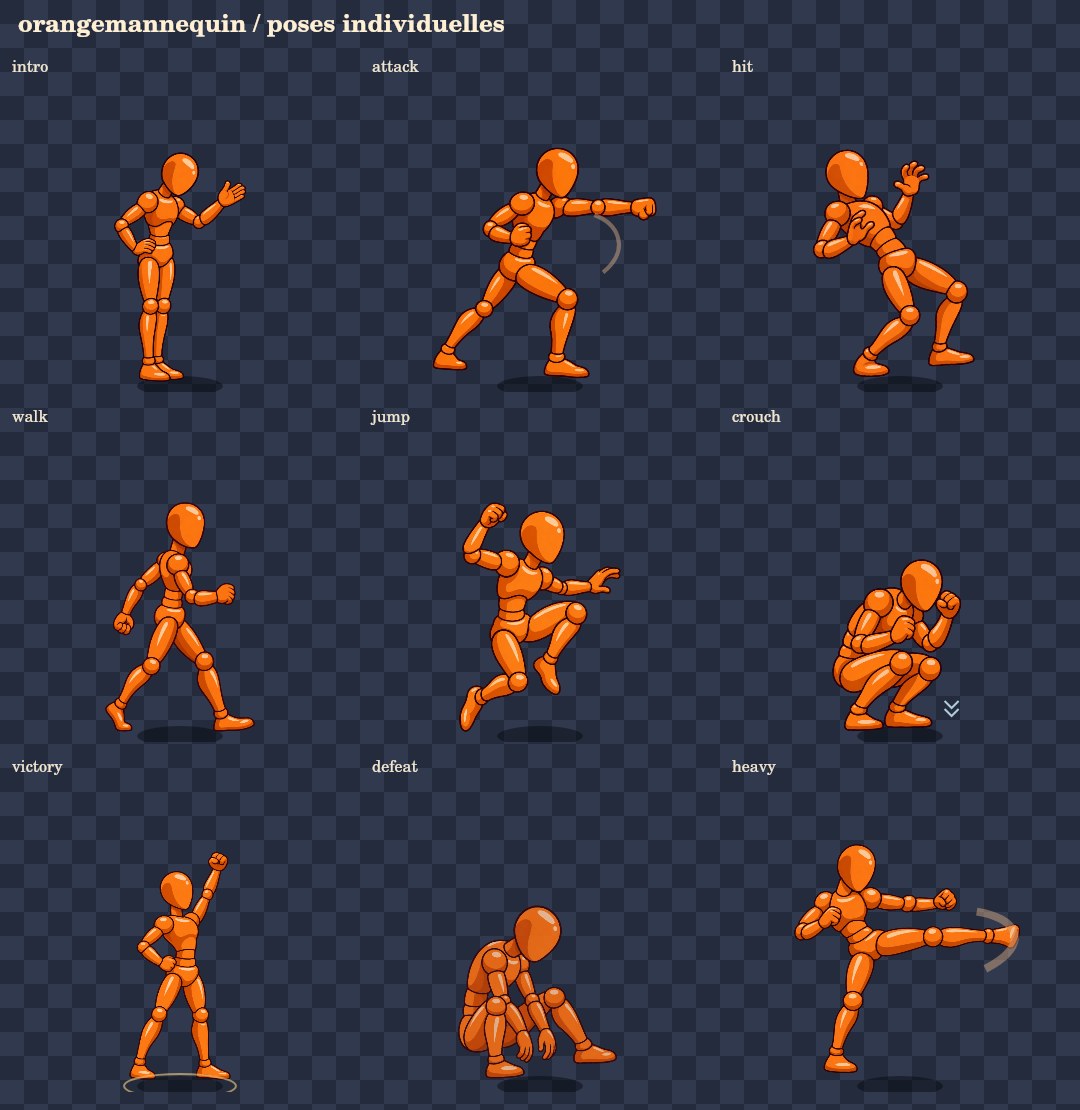 orangemannequin / poses individuelles
intro
attack
hit
walk
jump
crouch
victory
defeat
heavy